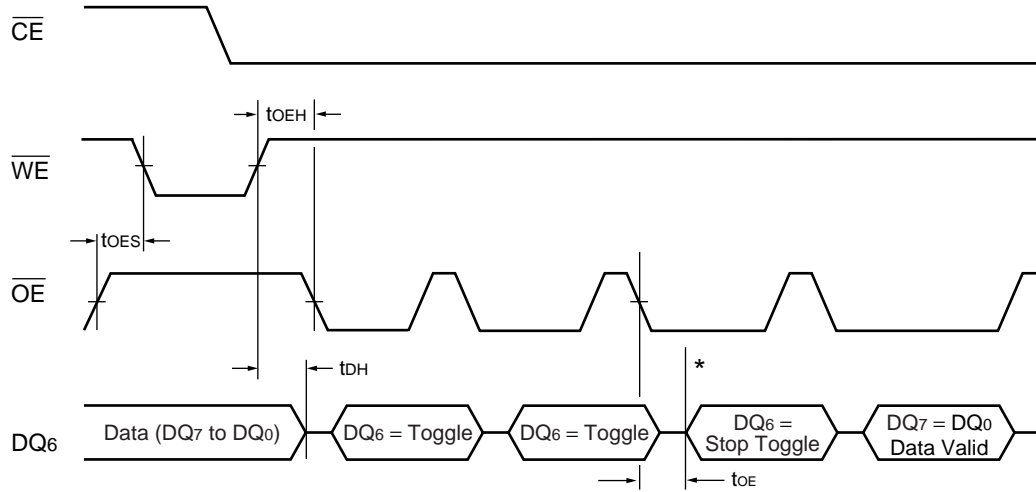 CE
tOEH
WE
tOES
OE
tDH
*
DQ6
Data (DQ7 to DQ0)
DQ6 = Toggle
DQ6 = Toggle
DQ6 =
Stop Toggle
DQ7 = DQ0
Data Valid
tOE